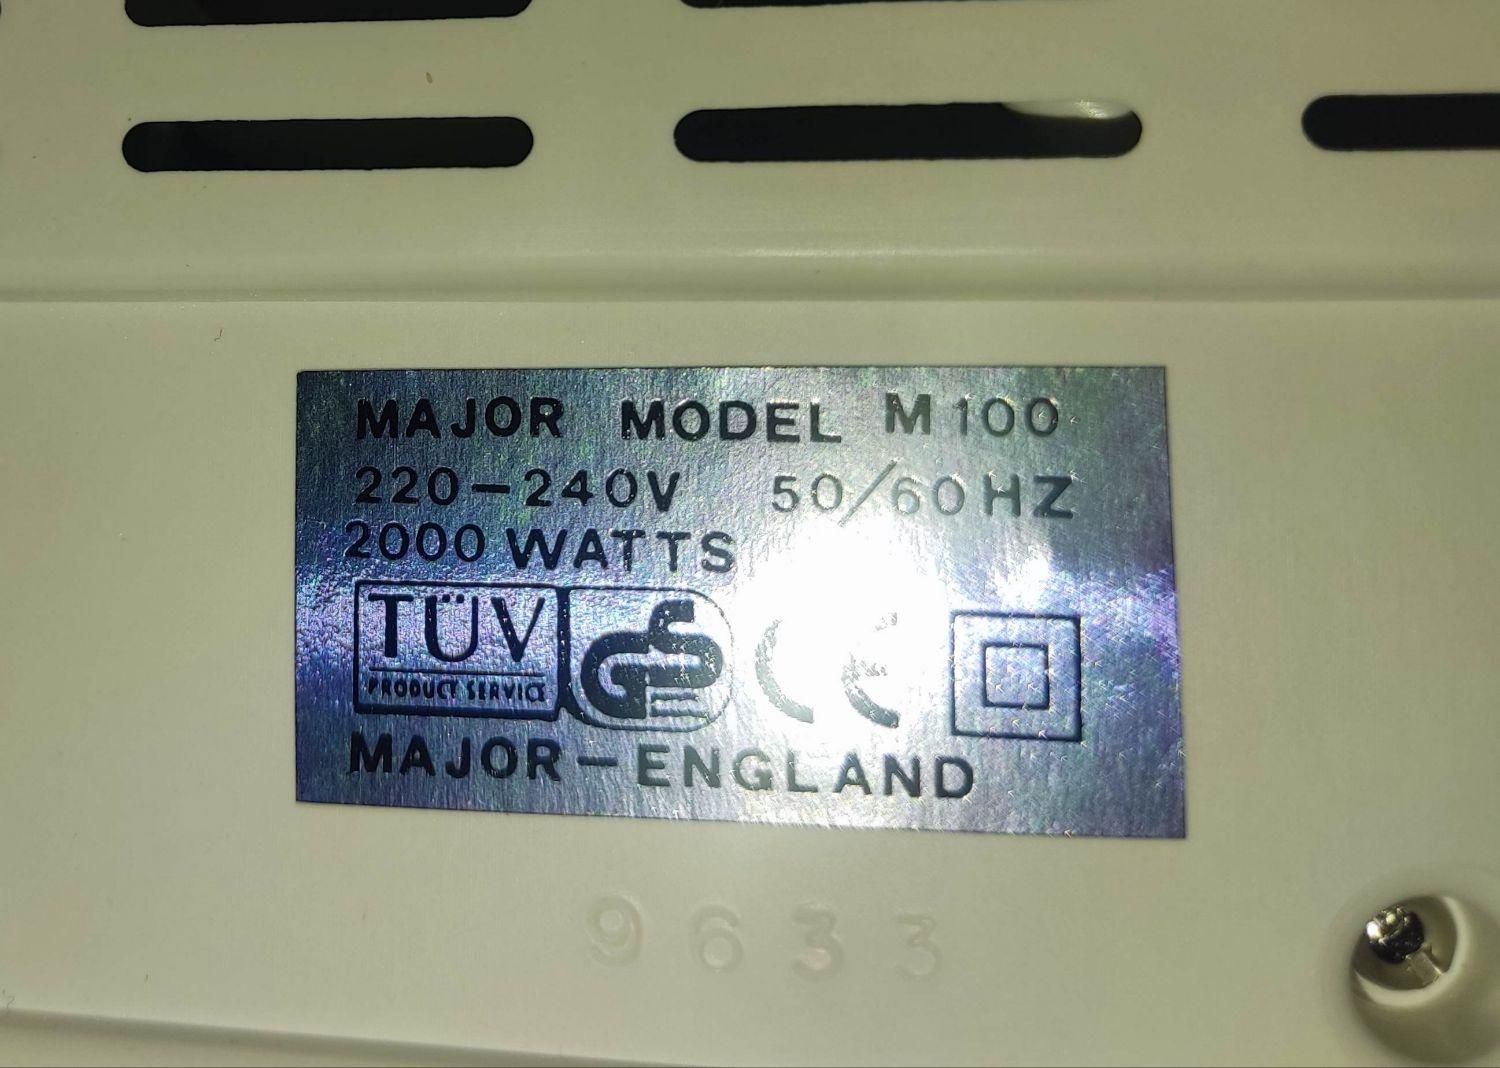 MAJOR MODEL M100
220-240V 50/60HZ
2000 WATTS
TÜV GS CE
PRODUCT SERVICE
MAJOR-ENGLAND
9633